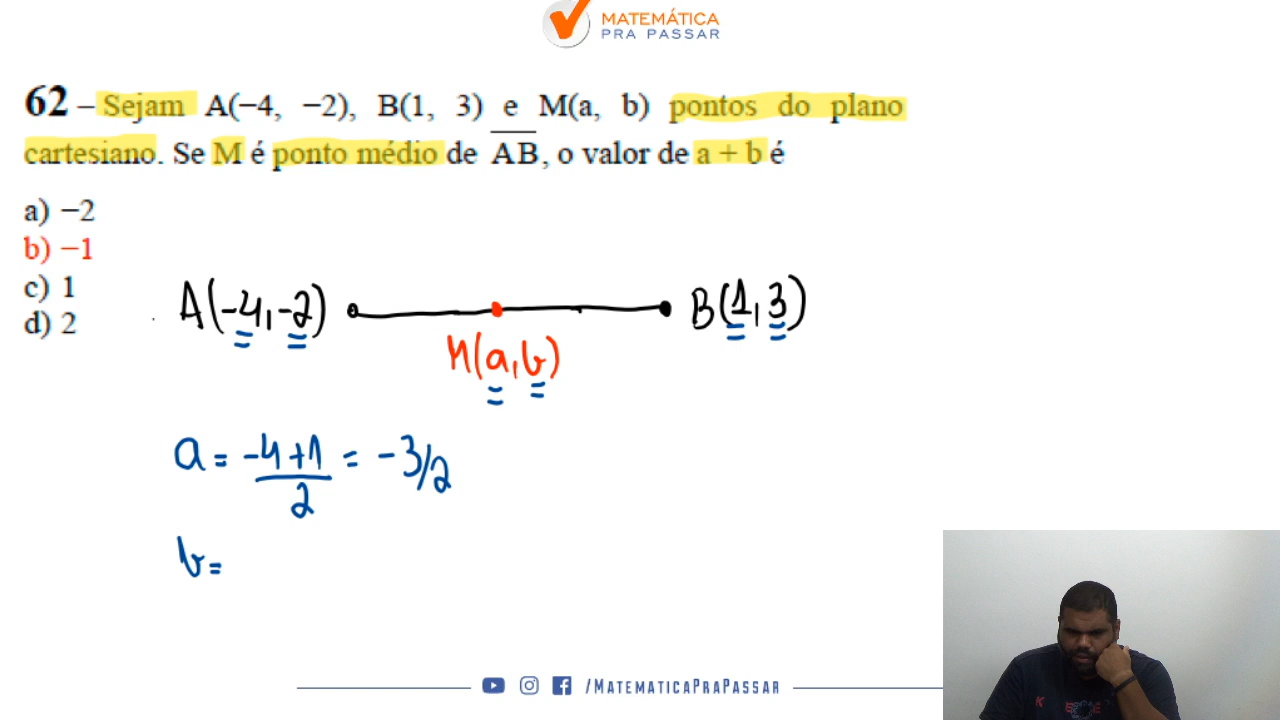 MATEMÁTICA
PRA PASSAR
62 – Sejam A(−4, −2), B(1, 3) e M(a, b) pontos do plano
cartesiano. Se M é ponto médio de AB, o valor de a + b é
a) −2
b) −1
c) 1
d) 2
A(-4,-2) B(1,3)
M(a,b)
a = -4+1/2 = -3/2
b =
/MATEMATICAPRAPASSAR